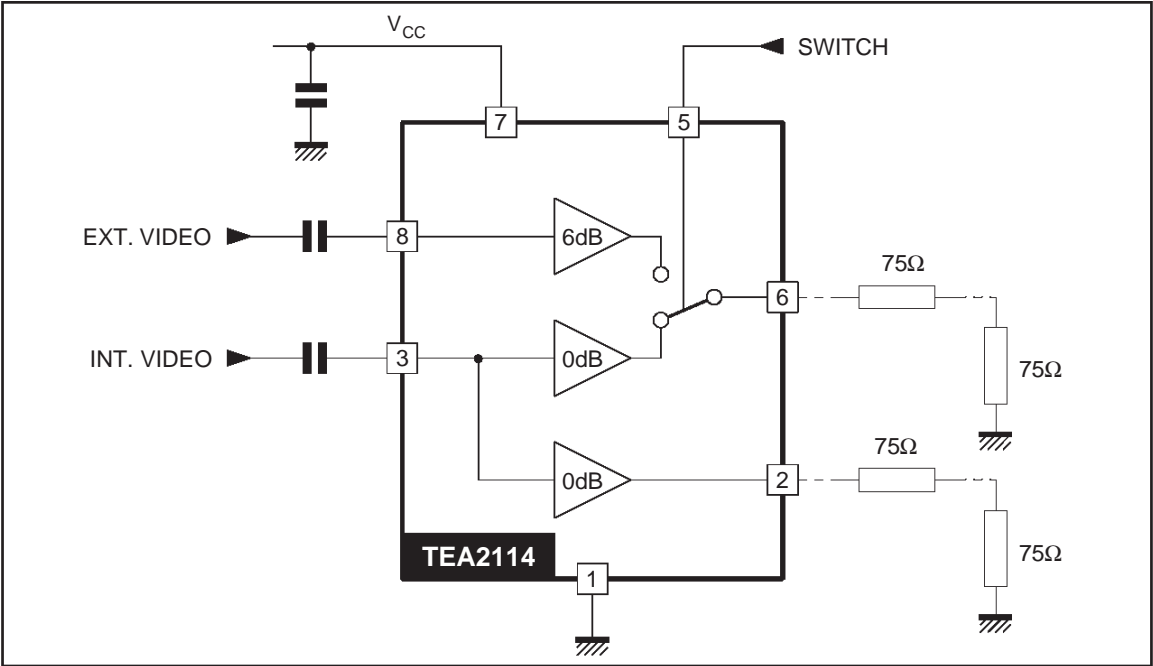 V_CC
SWITCH
7
5
EXT. VIDEO
8
6dB
75Ω
6
INT. VIDEO
3
0dB
75Ω
75Ω
0dB
2
TEA2114
75Ω
1